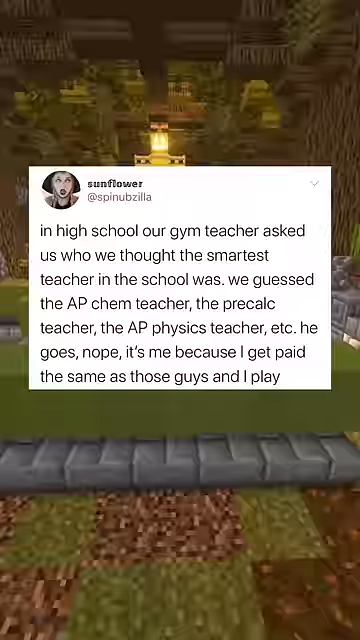 sunflower
@spinubzilla
in high school our gym teacher asked
us who we thought the smartest
teacher in the school was. we guessed
the AP chem teacher, the precalc
teacher, the AP physics teacher, etc. he
goes, nope, it’s me because I get paid
the same as those guys and I play